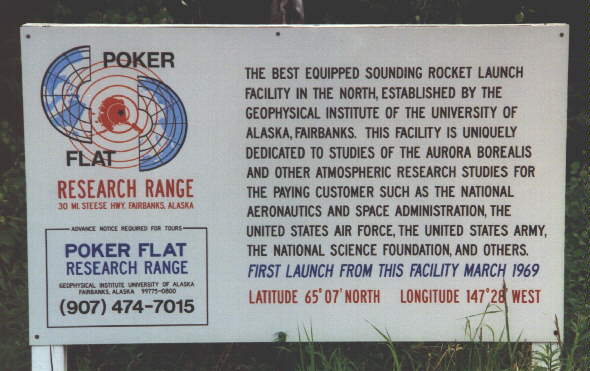 POKER
FLAT
RESEARCH RANGE
30 MI. STEESE HWY. FAIRBANKS, ALASKA
ADVANCE NOTICE REQUIRED FOR TOURS
POKER FLAT
RESEARCH RANGE
GEOPHYSICAL INSTITUTE UNIVERSITY OF ALASKA
FAIRBANKS, ALASKA 99775-0800
(907) 474-7015
THE BEST EQUIPPED SOUNDING ROCKET LAUNCH
FACILITY IN THE NORTH, ESTABLISHED BY THE
GEOPHYSICAL INSTITUTE OF THE UNIVERSITY OF
ALASKA, FAIRBANKS. THIS FACILITY IS UNIQUELY
DEDICATED TO STUDIES OF THE AURORA BOREALIS
AND OTHER ATMOSPHERIC RESEARCH STUDIES FOR
THE PAYING CUSTOMER SUCH AS THE NATIONAL
AERONAUTICS AND SPACE ADMINISTRATION, THE
UNITED STATES AIR FORCE, THE UNITED STATES ARMY,
THE NATIONAL SCIENCE FOUNDATION, AND OTHERS.
FIRST LAUNCH FROM THIS FACILITY MARCH 1969
LATITUDE 65°07' NORTH LONGITUDE 147°28' WEST